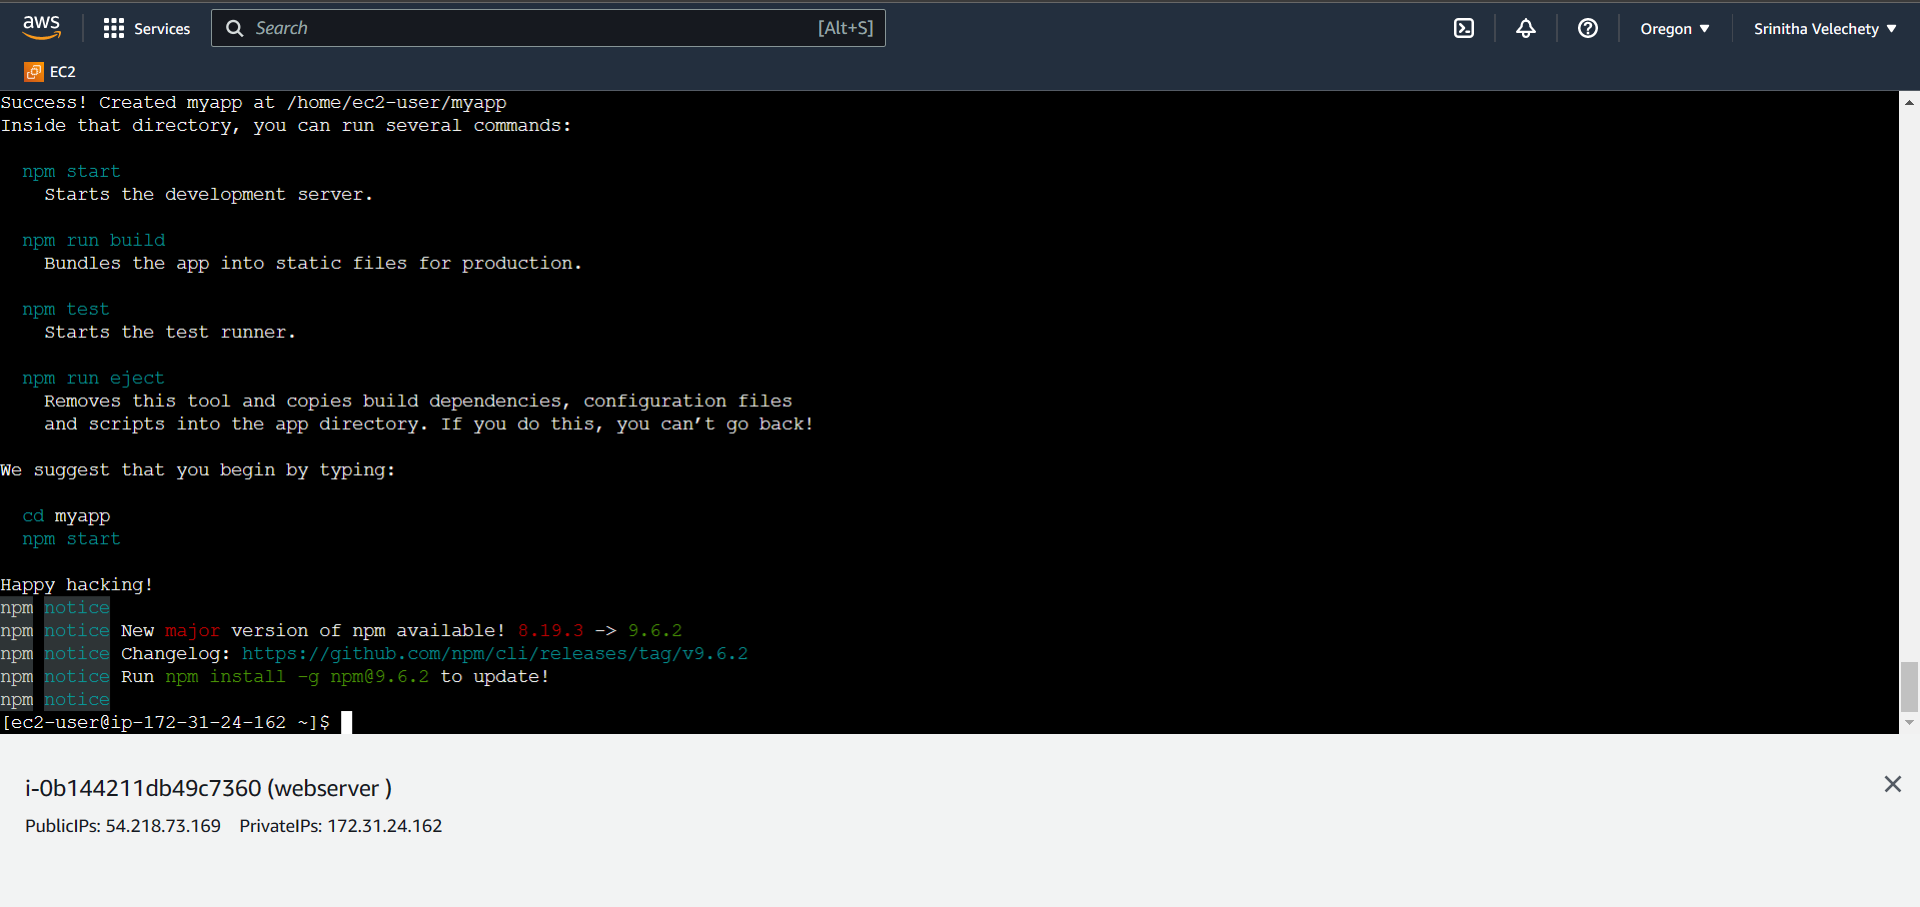 aws
Services
Search
[Alt+S]
Oregon
Srinitha Velechety
EC2
Success! Created myapp at /home/ec2-user/myapp
Inside that directory, you can run several commands:
npm start
Starts the development server.
npm run build
Bundles the app into static files for production.
npm test
Starts the test runner.
npm run eject
Removes this tool and copies build dependencies, configuration files
and scripts into the app directory. If you do this, you can’t go back!
We suggest that you begin by typing:
cd myapp
npm start
Happy hacking!
npm notice
npm notice New major version of npm available! 8.19.3 -> 9.6.2
npm notice Changelog: https://github.com/npm/cli/releases/tag/v9.6.2
npm notice Run npm install -g npm@9.6.2 to update!
npm notice
[ec2-user@ip-172-31-24-162 ~]$
i-0b144211db49c7360 (webserver )
PublicIPs: 54.218.73.169 PrivateIPs: 172.31.24.162